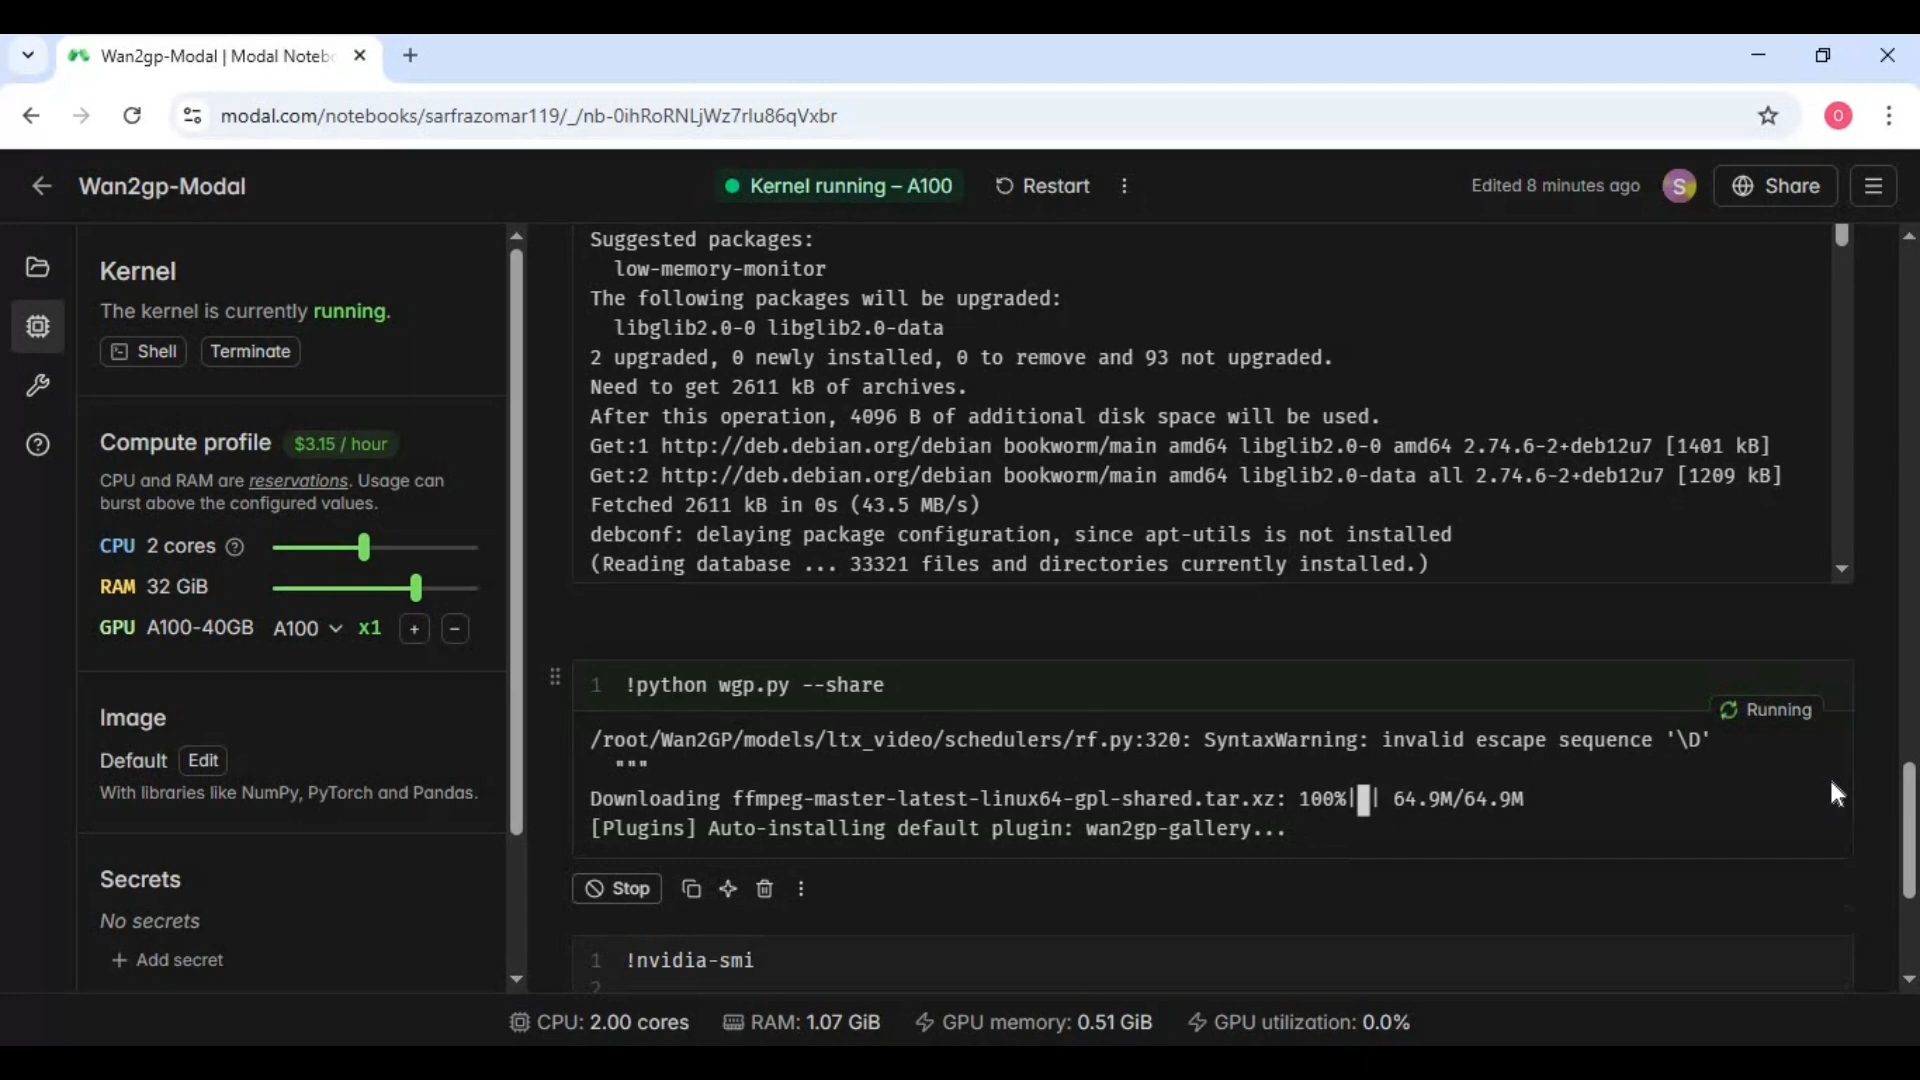 Wan2gp-Modal | Modal Noteb
modal.com/notebooks/sarfrazomar119/_/nb-0ihRoRNLjWz7rlu86qVxbr
O
Wan2gp-Modal
Kernel running – A100
Restart
Edited 8 minutes ago
S
Share
Kernel
The kernel is currently running.
Shell
Terminate
Compute profile
$3.15 / hour
CPU and RAM are reservations. Usage can
burst above the configured values.
CPU 2 cores
RAM 32 GiB
GPU A100-40GB A100 x1 + -
Image
Default Edit
With libraries like NumPy, PyTorch and Pandas.
Secrets
No secrets
+ Add secret
Suggested packages:
low-memory-monitor
The following packages will be upgraded:
libglib2.0-0 libglib2.0-data
2 upgraded, 0 newly installed, 0 to remove and 93 not upgraded.
Need to get 2611 kB of archives.
After this operation, 4096 B of additional disk space will be used.
Get:1 http://deb.debian.org/debian bookworm/main amd64 libglib2.0-0 amd64 2.74.6-2+deb12u7 [1401 kB]
Get:2 http://deb.debian.org/debian bookworm/main amd64 libglib2.0-data all 2.74.6-2+deb12u7 [1209 kB]
Fetched 2611 kB in 0s (43.5 MB/s)
debconf: delaying package configuration, since apt-utils is not installed
(Reading database ... 33321 files and directories currently installed.)
1 !python wgp.py --share
Running
/root/Wan2GP/models/ltx_video/schedulers/rf.py:320: SyntaxWarning: invalid escape sequence '\D'
"""
Downloading ffmpeg-master-latest-linux64-gpl-shared.tar.xz: 100%|█| 64.9M/64.9M
[Plugins] Auto-installing default plugin: wan2gp-gallery...
Stop
1 !nvidia-smi
2
CPU: 2.00 cores
RAM: 1.07 GiB
GPU memory: 0.51 GiB
GPU utilization: 0.0%